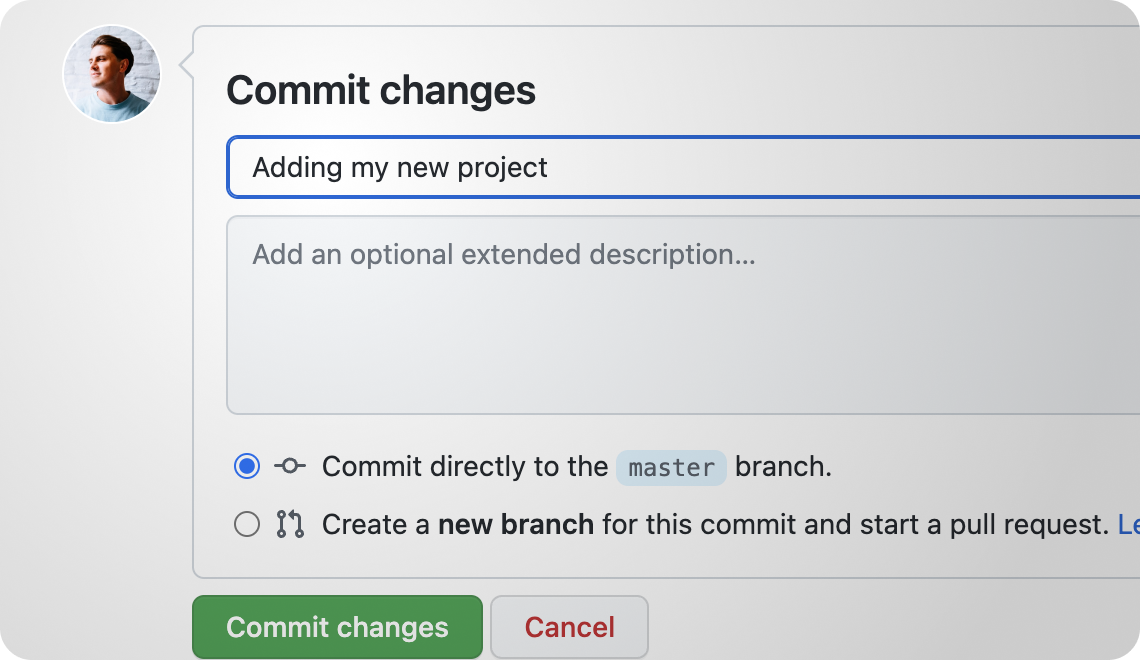 Commit changes
Adding my new project
Add an optional extended description...
Commit directly to the master branch.
Create a new branch for this commit and start a pull request.
Commit changes
Cancel